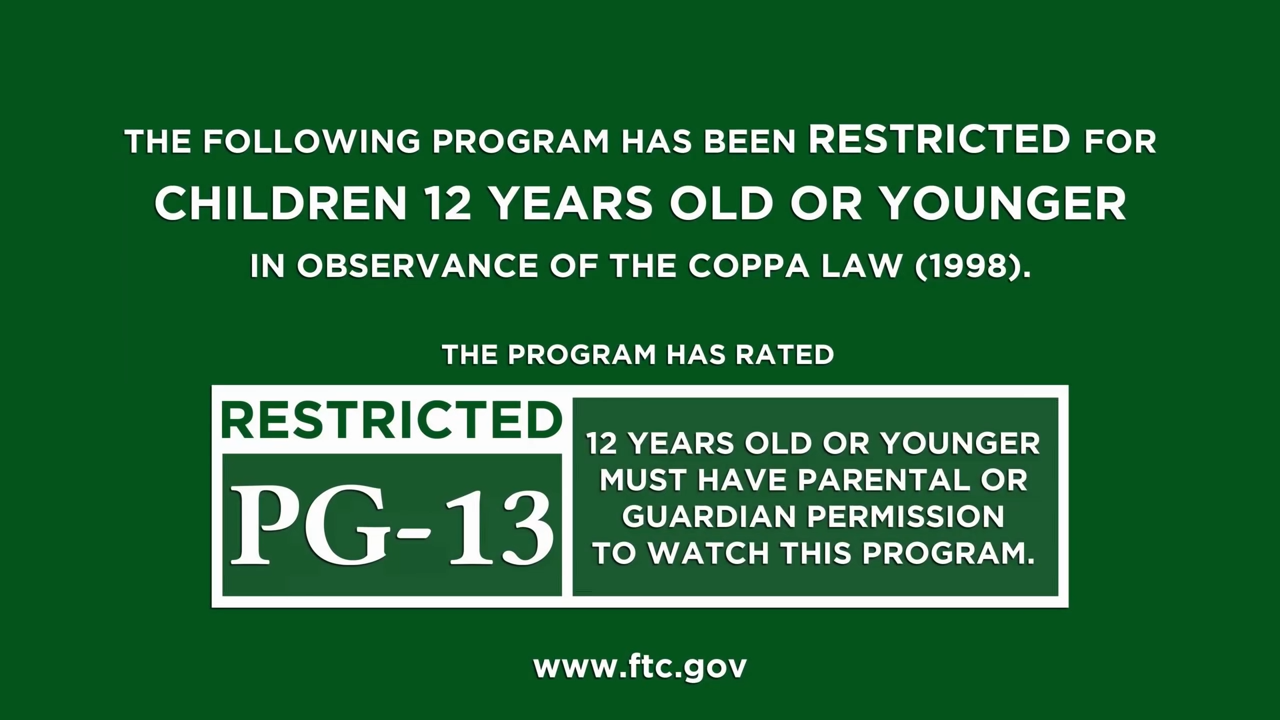 THE FOLLOWING PROGRAM HAS BEEN RESTRICTED FOR
CHILDREN 12 YEARS OLD OR YOUNGER
IN OBSERVANCE OF THE COPPA LAW (1998).
THE PROGRAM HAS RATED
RESTRICTED
PG-13
12 YEARS OLD OR YOUNGER
MUST HAVE PARENTAL OR
GUARDIAN PERMISSION
TO WATCH THIS PROGRAM.
www.ftc.gov